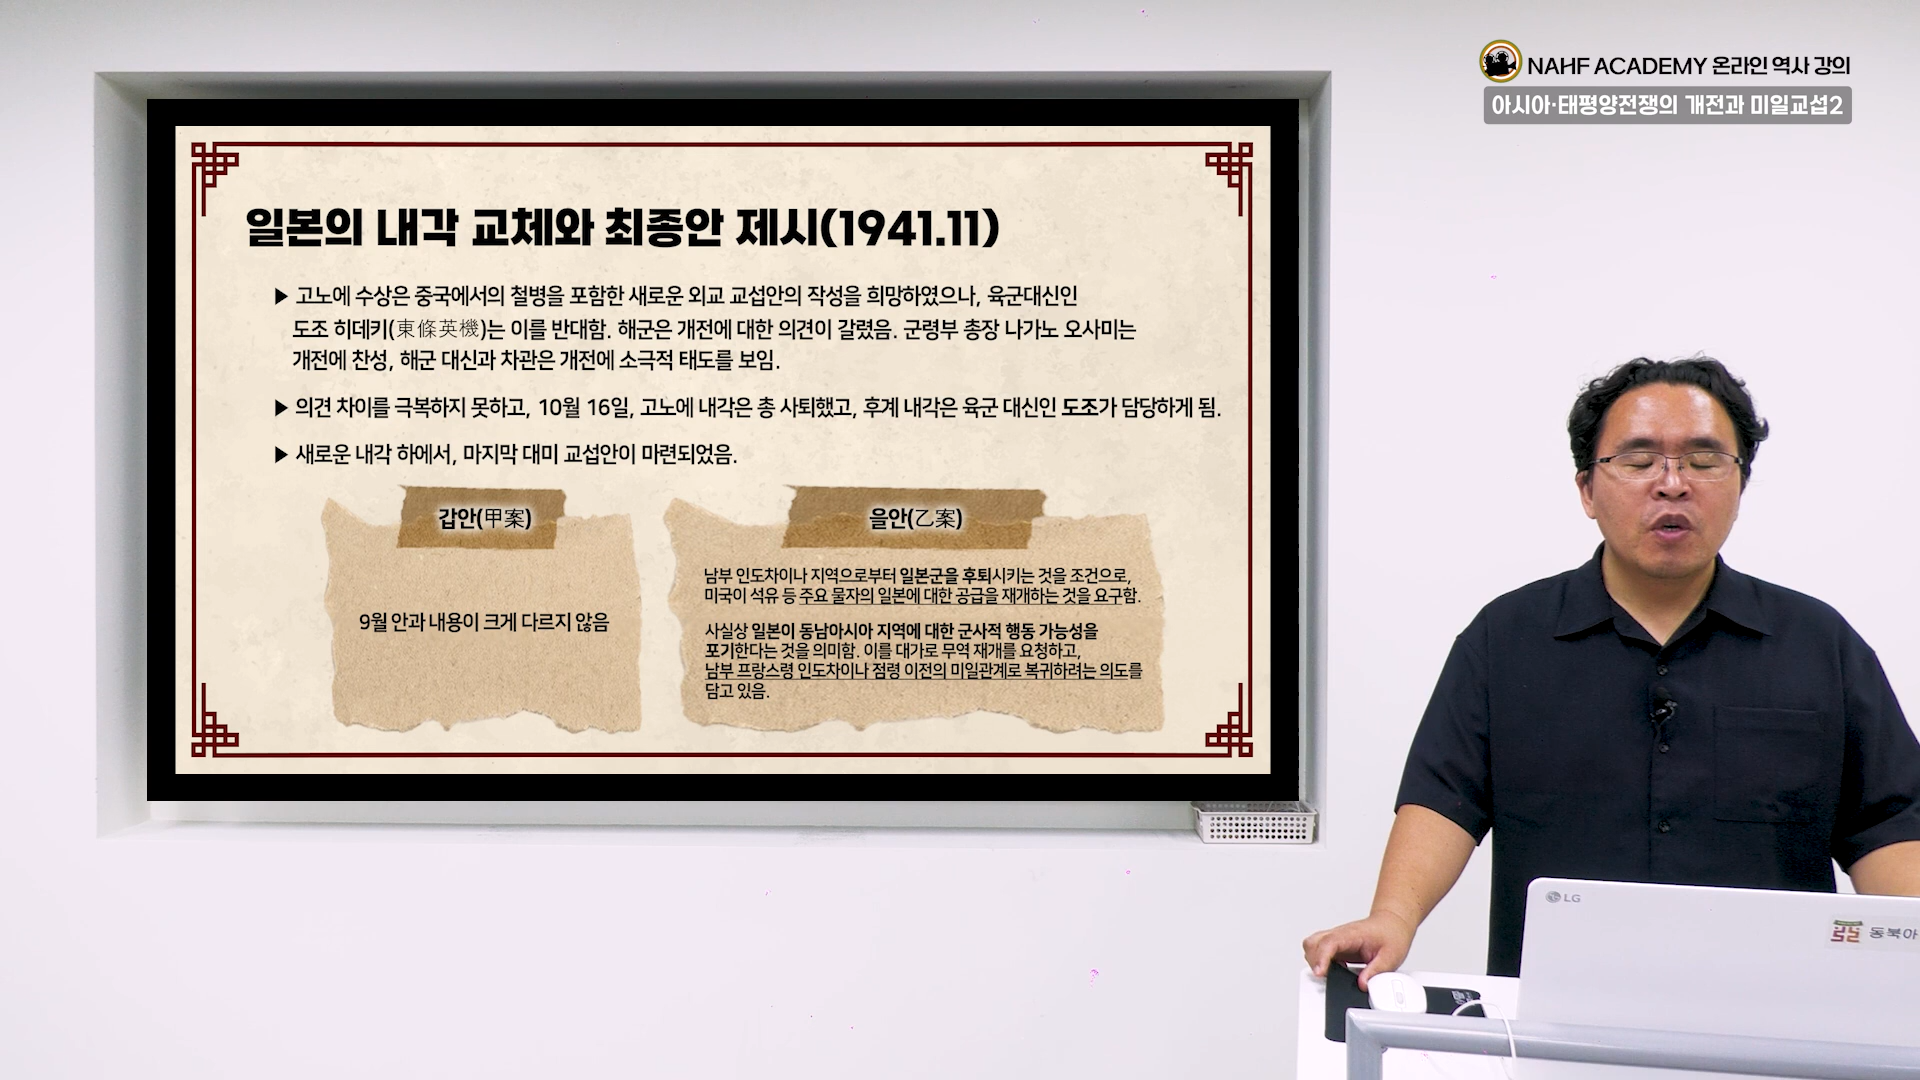 NAHF ACADEMY 온라인 역사 강의
아시아·태평양전쟁의 개전과 미일교섭2
일본의 내각 교체와 최종안 제시(1941.11)
▶ 고노에 수상은 중국에서의 철병을 포함한 새로운 외교 교섭안의 작성을 희망하였으나, 육군대신인
도조 히데키(東條英機)는 이를 반대함. 해군은 개전에 대한 의견이 갈렸음. 군령부 총장 나가노 오사미는
개전에 찬성, 해군 대신과 차관은 개전에 소극적 태도를 보임.
▶ 의견 차이를 극복하지 못하고, 10월 16일, 고노에 내각은 총 사퇴했고, 후계 내각은 육군 대신인 도조가 담당하게 됨.
▶ 새로운 내각 하에서, 마지막 대미 교섭안이 마련되었음.
갑안(甲案)
9월 안과 내용이 크게 다르지 않음
을안(乙案)
남부 인도차이나 지역으로부터 일본군을 후퇴시키는 것을 조건으로,
미국이 석유 등 주요 물자의 일본에 대한 공급을 재개하는 것을 요구함.
사실상 일본이 동남아시아 지역에 대한 군사적 행동 가능성을
포기한다는 것을 의미함. 이를 대가로 무역 재개를 요청하고,
남부 프랑스령 인도차이나 점령 이전의 미일관계로 복귀하려는 의도를
담고 있음.
LG
동북아